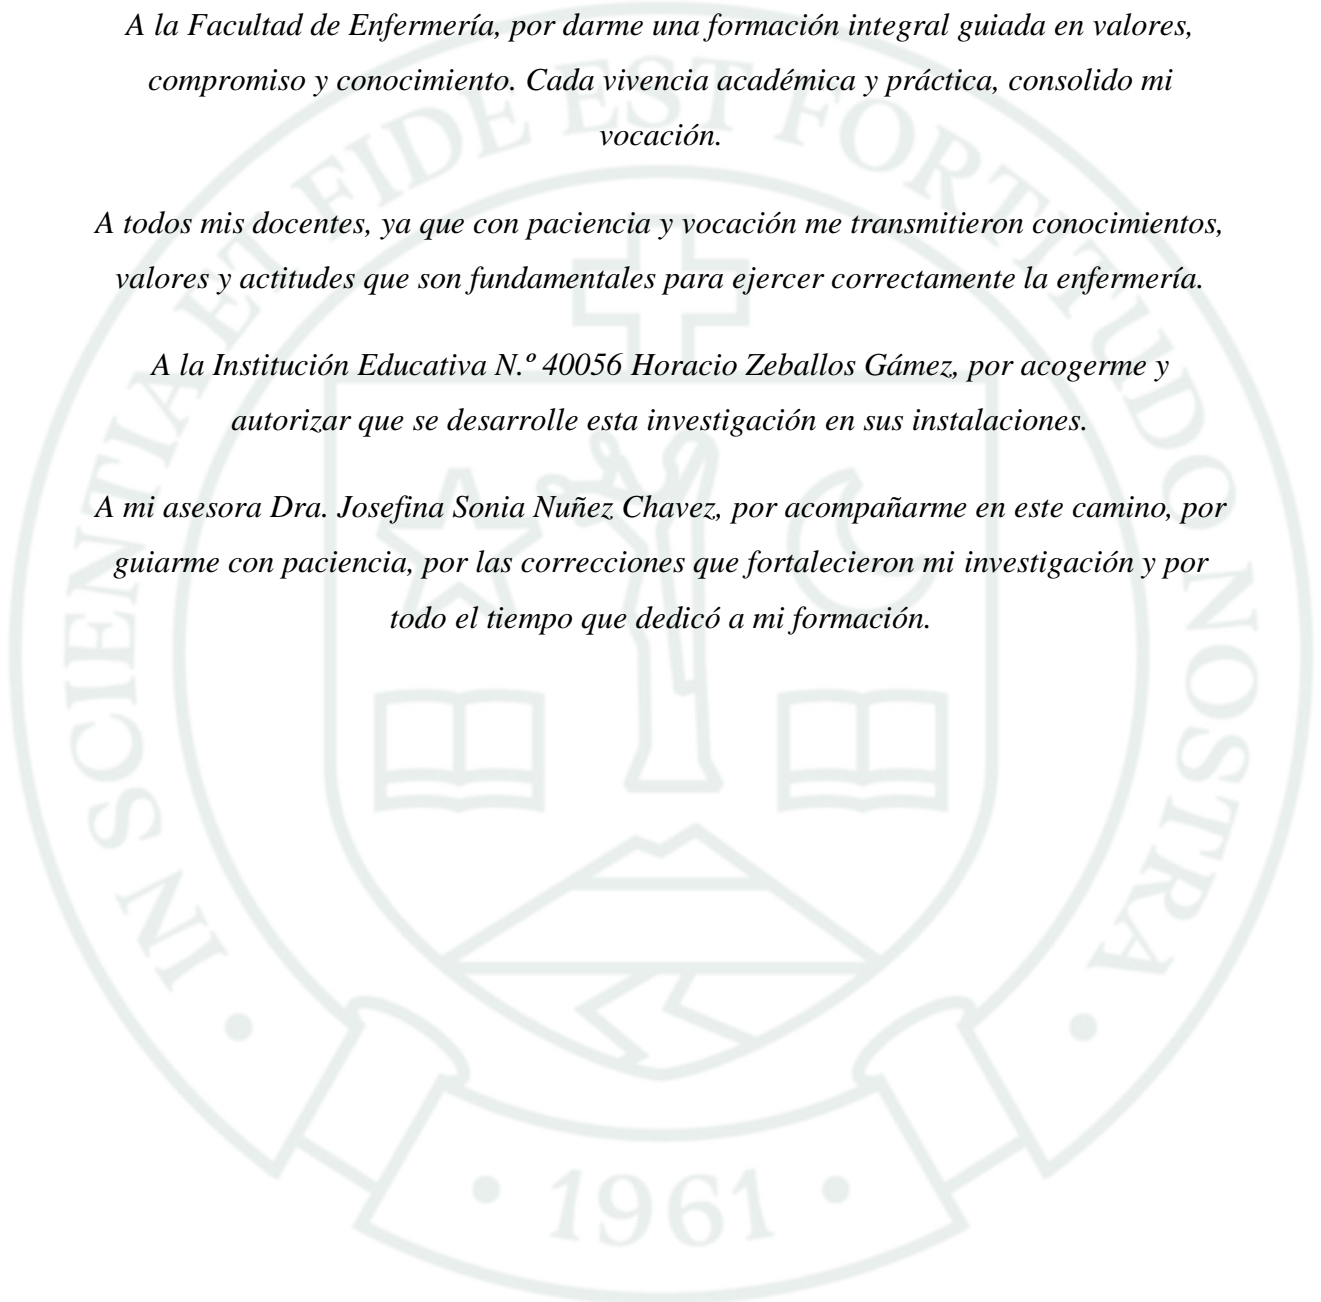 A la Facultad de Enfermería, por darme una formación integral guiada en valores,
compromiso y conocimiento. Cada vivencia académica y práctica, consolido mi
vocación.
A todos mis docentes, ya que con paciencia y vocación me transmitieron conocimientos,
valores y actitudes que son fundamentales para ejercer correctamente la enfermería.
A la Institución Educativa N.º 40056 Horacio Zeballos Gámez, por acogerme y
autorizar que se desarrolle esta investigación en sus instalaciones.
A mi asesora Dra. Josefina Sonia Nuñez Chavez, por acompañarme en este camino, por
guiarme con paciencia, por las correcciones que fortalecieron mi investigación y por
todo el tiempo que dedicó a mi formación.
IN SCIENTIA ET FIDE EST FORTITUDO NOSTRA
• 1961 •